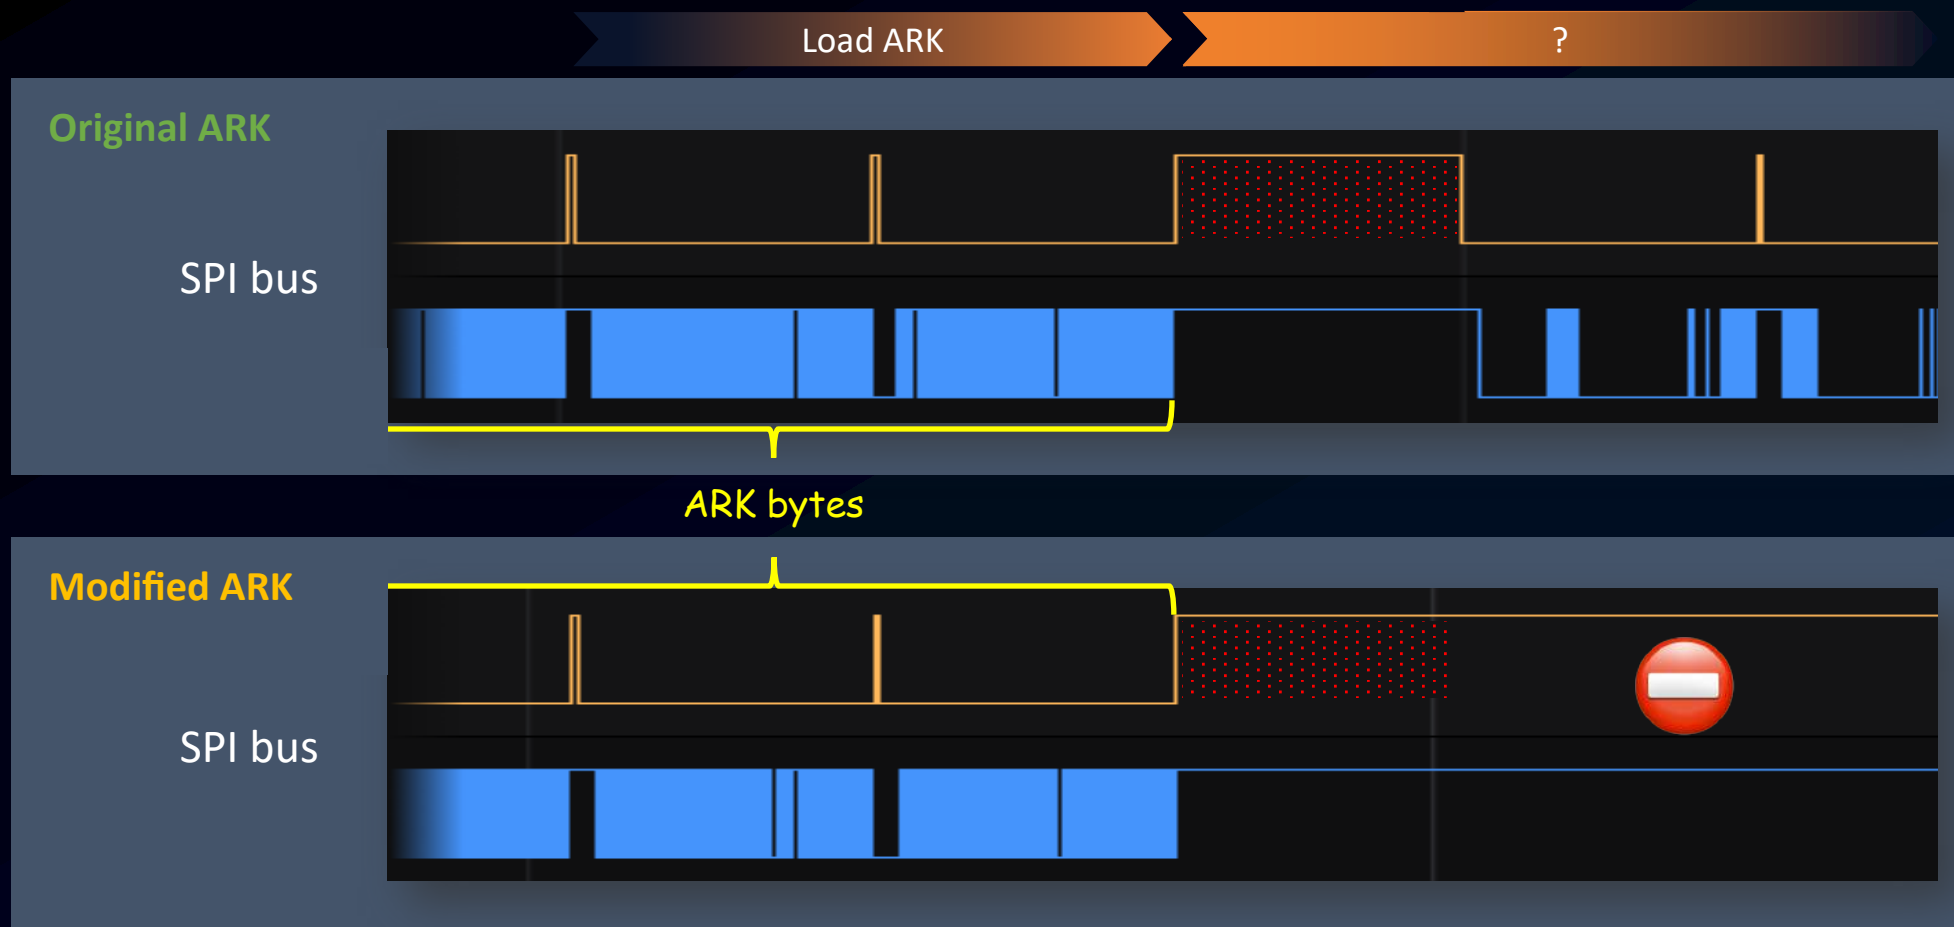 Load ARK
?
Original ARK
SPI bus
ARK bytes
Modified ARK
SPI bus